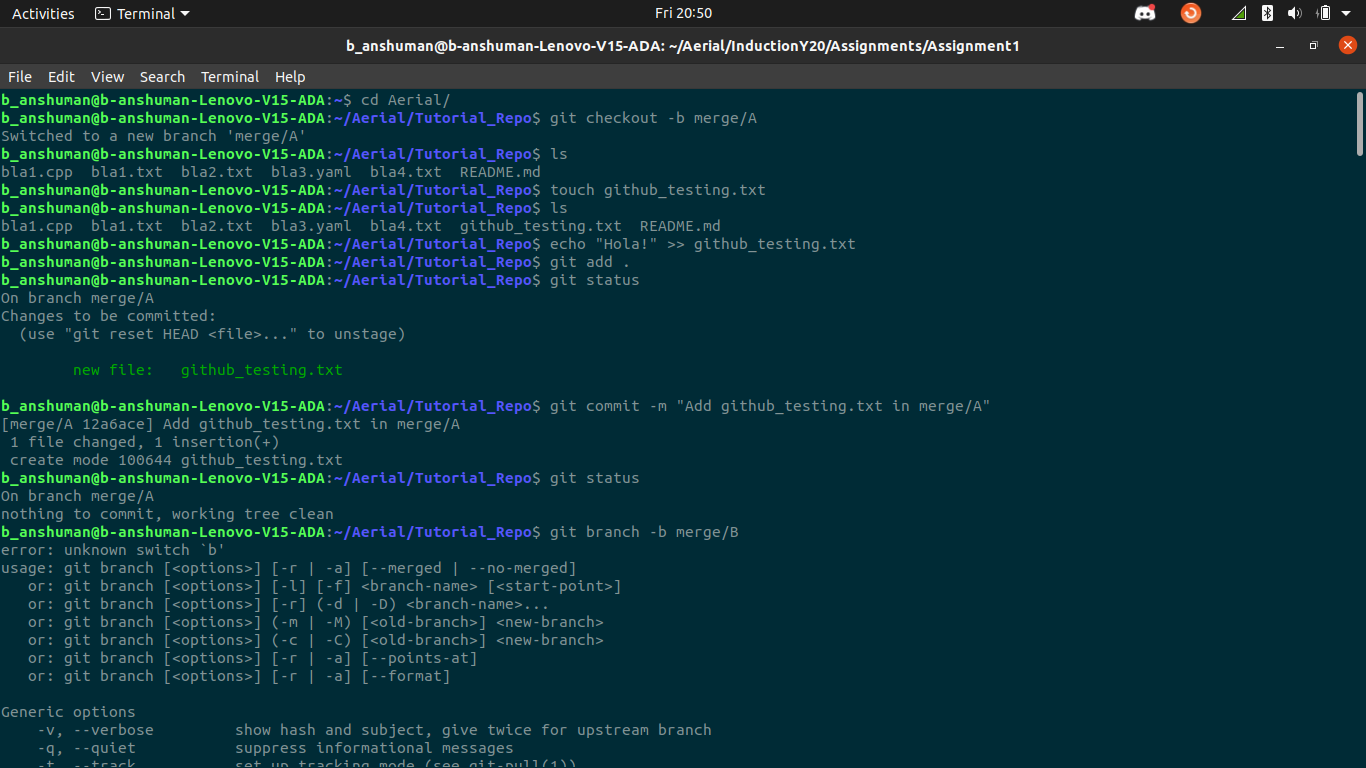 Activities Terminal Fri 20:50
b_anshuman@b-anshuman-Lenovo-V15-ADA: ~/Aerial/InductionY20/Assignments/Assignment1
File Edit View Search Terminal Help
b_anshuman@b-anshuman-Lenovo-V15-ADA:~$ cd Aerial/
b_anshuman@b-anshuman-Lenovo-V15-ADA:~/Aerial/Tutorial_Repo$ git checkout -b merge/A
Switched to a new branch 'merge/A'
b_anshuman@b-anshuman-Lenovo-V15-ADA:~/Aerial/Tutorial_Repo$ ls
bla1.cpp  bla1.txt  bla2.txt  bla3.yaml  bla4.txt  README.md
b_anshuman@b-anshuman-Lenovo-V15-ADA:~/Aerial/Tutorial_Repo$ touch github_testing.txt
b_anshuman@b-anshuman-Lenovo-V15-ADA:~/Aerial/Tutorial_Repo$ ls
bla1.cpp  bla1.txt  bla2.txt  bla3.yaml  bla4.txt  github_testing.txt  README.md
b_anshuman@b-anshuman-Lenovo-V15-ADA:~/Aerial/Tutorial_Repo$ echo "Hola!" >> github_testing.txt
b_anshuman@b-anshuman-Lenovo-V15-ADA:~/Aerial/Tutorial_Repo$ git add .
b_anshuman@b-anshuman-Lenovo-V15-ADA:~/Aerial/Tutorial_Repo$ git status
On branch merge/A
Changes to be committed:
  (use "git reset HEAD <file>..." to unstage)
        new file:   github_testing.txt
b_anshuman@b-anshuman-Lenovo-V15-ADA:~/Aerial/Tutorial_Repo$ git commit -m "Add github_testing.txt in merge/A"
[merge/A 12a6ace] Add github_testing.txt in merge/A
 1 file changed, 1 insertion(+)
 create mode 100644 github_testing.txt
b_anshuman@b-anshuman-Lenovo-V15-ADA:~/Aerial/Tutorial_Repo$ git status
On branch merge/A
nothing to commit, working tree clean
b_anshuman@b-anshuman-Lenovo-V15-ADA:~/Aerial/Tutorial_Repo$ git branch -b merge/B
error: unknown switch `b'
usage: git branch [<options>] [-r | -a] [--merged | --no-merged]
   or: git branch [<options>] [-l] [-f] <branch-name> [<start-point>]
   or: git branch [<options>] [-r] (-d | -D) <branch-name>...
   or: git branch [<options>] (-m | -M) [<old-branch>] <new-branch>
   or: git branch [<options>] (-c | -C) [<old-branch>] <new-branch>
   or: git branch [<options>] [-r | -a] [--points-at]
   or: git branch [<options>] [-r | -a] [--format]
Generic options
    -v, --verbose         show hash and subject, give twice for upstream branch
    -q, --quiet           suppress informational messages
    -t, --track           set up tracking mode (see git-pull(1))